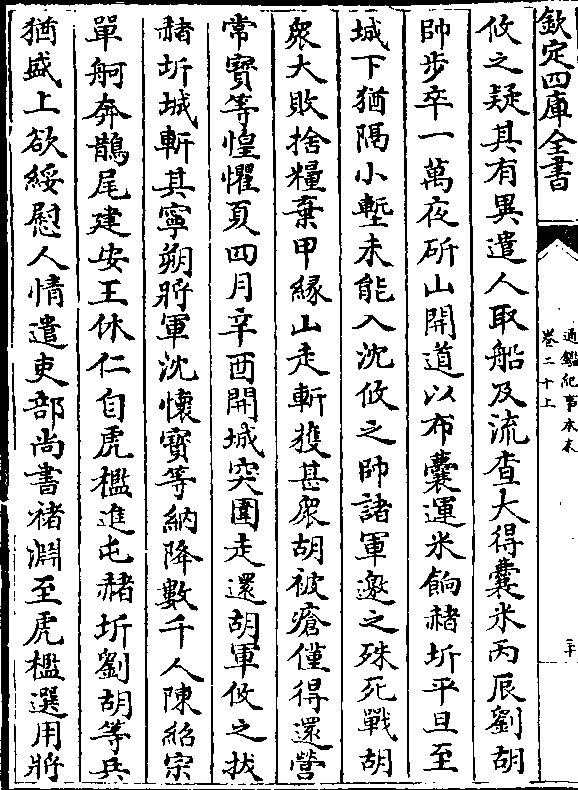 欽定四庫全書
通鑑紀事本末
卷二十上
二十
攸之疑其有異遣人取船及流查大得囊米丙辰劉胡
帥步卒一萬夜斫山開道以布囊運米餉赭圻平旦至
城下猶隔小塹未能入沈攸之帥諸軍邀之殊死戰胡
衆大敗捨糧棄甲緣山走斬獲甚衆胡被瘡僅得還營
常寳等惶懼夏四月辛酉開城突圍走還胡軍攸之拔
赭圻城斬其寧朔將軍沈懷寳等納降數千人陳紹宗
單舸奔鵲尾建安王休仁自虎檻進屯赭圻劉胡等兵
猶盛上欲綏慰人情遣吏部尚書褚淵至虎檻選用將